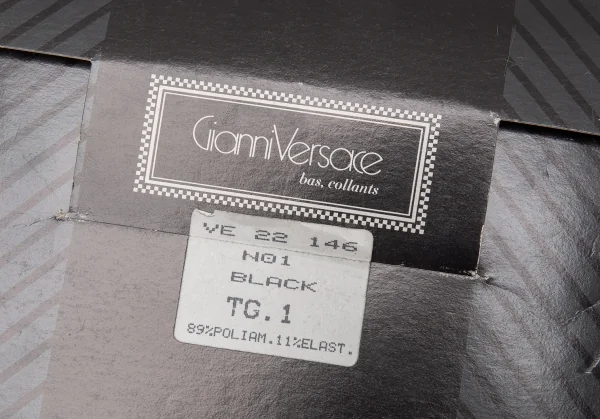 GianniVersace
bas, collants
VE 22 146
N01
BLACK
TG.1
89%POLIAM.11%ELAST.